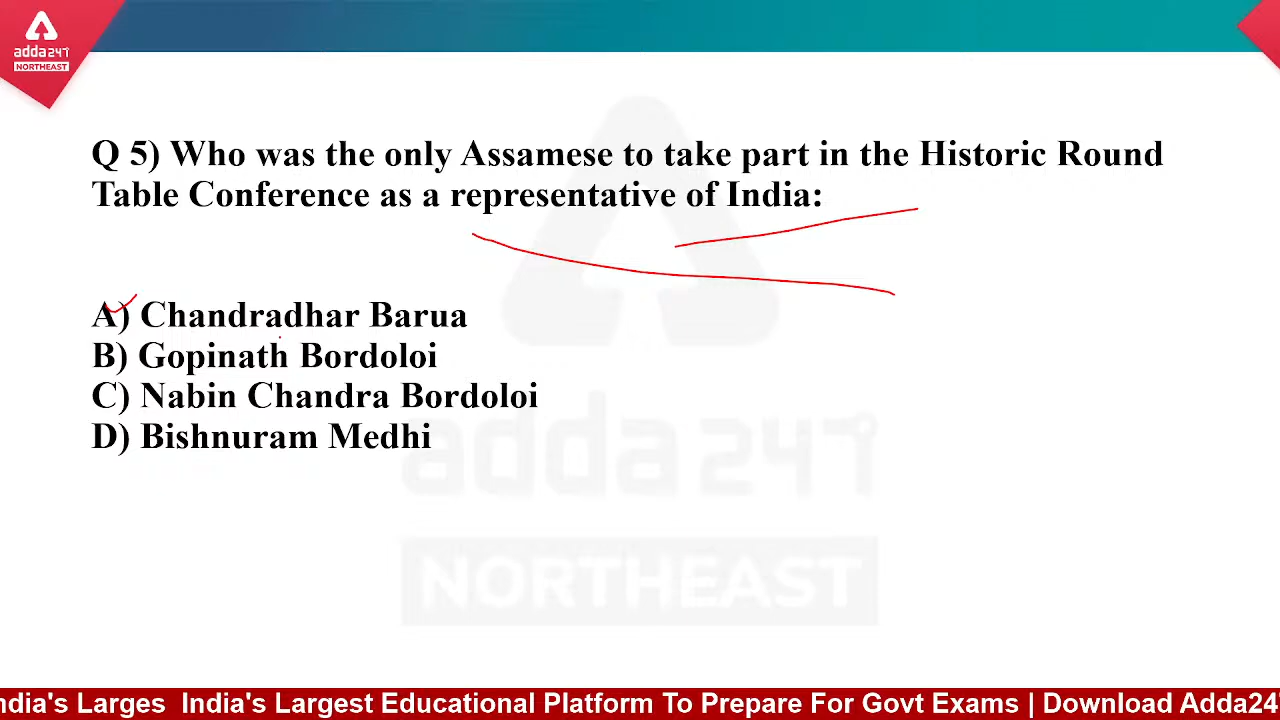 adda247
NORTHEAST
Q 5) Who was the only Assamese to take part in the Historic Round
Table Conference as a representative of India:
A) Chandradhar Barua
B) Gopinath Bordoloi
C) Nabin Chandra Bordoloi
D) Bishnuram Medhi
adda247
NORTHEAST
ndia's Larges India's Largest Educational Platform To Prepare For Govt Exams | Download Adda247